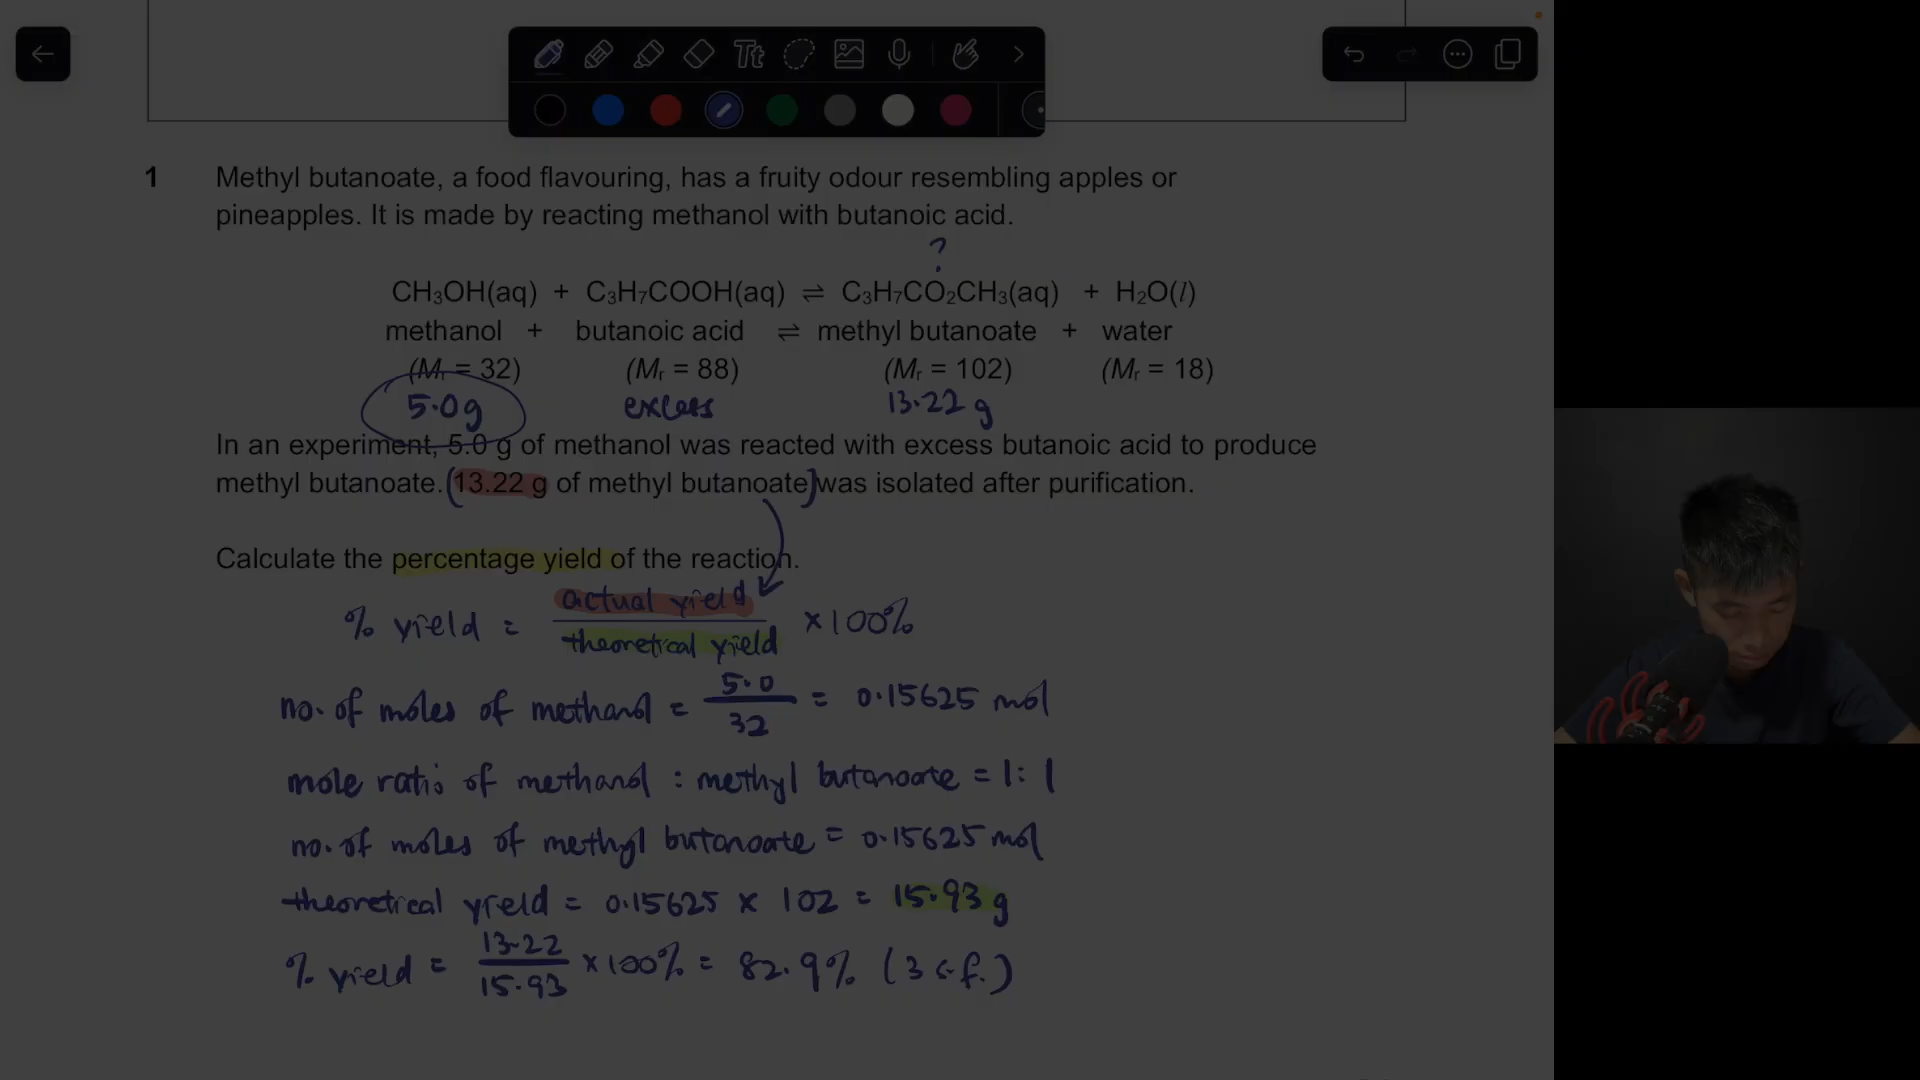 Tt
1 Methyl butanoate, a food flavouring, has a fruity odour resembling apples or
pineapples. It is made by reacting methanol with butanoic acid.
?
CH₃OH(aq) + C₃H₇COOH(aq) ⇌ C₃H₇CO₂CH₃(aq) + H₂O(l)
methanol + butanoic acid ⇌ methyl butanoate + water
(Mᵣ = 32) (Mᵣ = 88) (Mᵣ = 102) (Mᵣ = 18)
5.0g excess 13.22 g
In an experiment, 5.0 g of methanol was reacted with excess butanoic acid to produce
methyl butanoate. (13.22 g of methyl butanoate) was isolated after purification.
Calculate the percentage yield of the reaction.
% yield = actual yield / theoretical yield × 100%
no. of moles of methanol = 5.0 / 32 = 0.15625 mol
mole ratio of methanol : methyl butanoate = 1 : 1
no. of moles of methyl butanoate = 0.15625 mol
theoretical yield = 0.15625 × 102 = 15.93 g
% yield = 13.22 / 15.93 × 100% = 82.9% (3 s.f.)